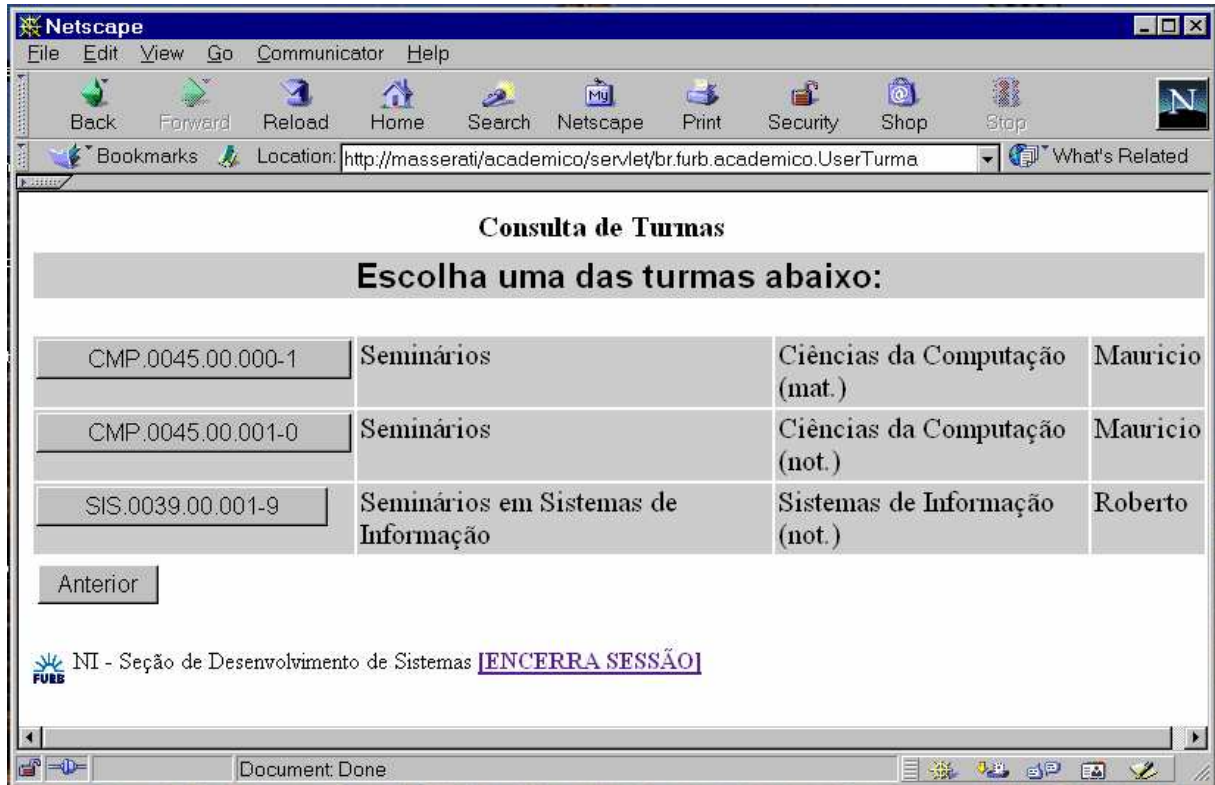 Netscape
File Edit View Go Communicator Help
Back Forward Reload Home Search Netscape Print Security Shop Stop
My
N
Bookmarks Location: http://masserati/academico/servlet/br.furb.academico.UserTurma What's Related
Consulta de Turmas
Escolha uma das turmas abaixo:
CMP.0045.00.000-1 Seminários Ciências da Computação Mauricio
(mat.)
CMP.0045.00.001-0 Seminários Ciências da Computação Mauricio
(not.)
SIS.0039.00.001-9 Seminários em Sistemas de Sistemas de Informação Roberto
Informação (not.)
Anterior
FURB NI - Seção de Desenvolvimento de Sistemas [ENCERRA SESSÃO]
Document: Done